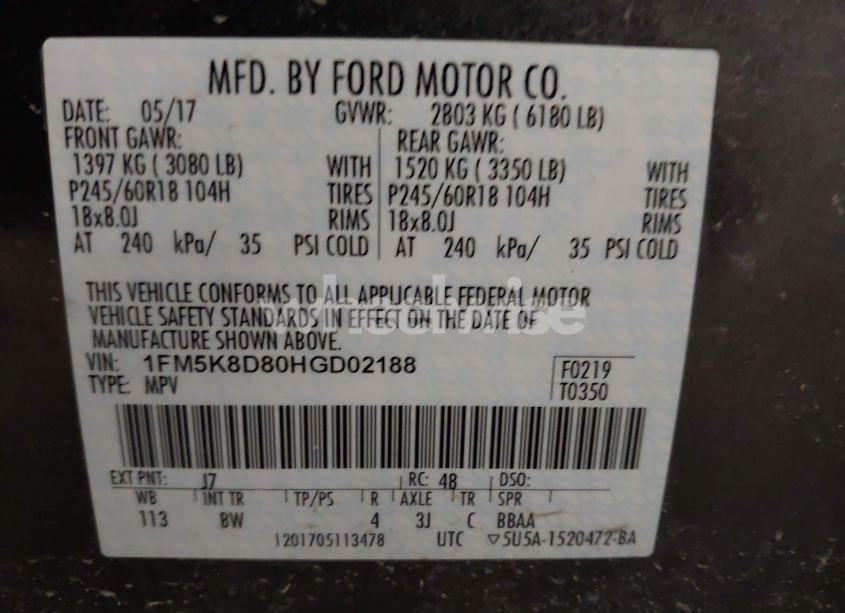 MFD. BY FORD MOTOR CO.
DATE: 05/17 GVWR: 2803 KG ( 6180 LB)
FRONT GAWR: REAR GAWR:
1397 KG ( 3080 LB) WITH 1520 KG ( 3350 LB) WITH
P245/60R18 104H TIRES P245/60R18 104H TIRES
18x8.0J RIMS 18x8.0J RIMS
AT 240 kPa/ 35 PSI COLD AT 240 kPa/ 35 PSI COLD
THIS VEHICLE CONFORMS TO ALL APPLICABLE FEDERAL MOTOR
VEHICLE SAFETY STANDARDS IN EFFECT ON THE DATE OF
MANUFACTURE SHOWN ABOVE.
VIN: 1FM5K8D80HGD02188 F0219
TYPE: MPV T0350
EXT PNT: J7 RC: 48 DSO:
WB INT TR TP/PS R AXLE TR SPR
113 BW 4 3J C BBAA
1201705113478 UTC ▽5U5A-1520472-BA